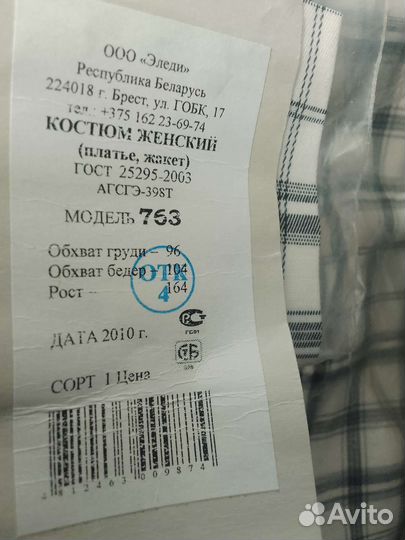 ООО «Эледи»
Республика Беларусь
224018 г. Брест, ул. ГОБК, 17
тел.: +375 162 23-69-74
КОСТЮМ ЖЕНСКИЙ
(платье, жакет)
ГОСТ 25295-2003
АГСГЭ-398Т
МОДЕЛЬ 763
Обхват груди – 96
Обхват бедер – 104
Рост – 164
ОТК
4
ДАТА 2010 г.
СОРТ 1 Цена
4812463009874
Avito